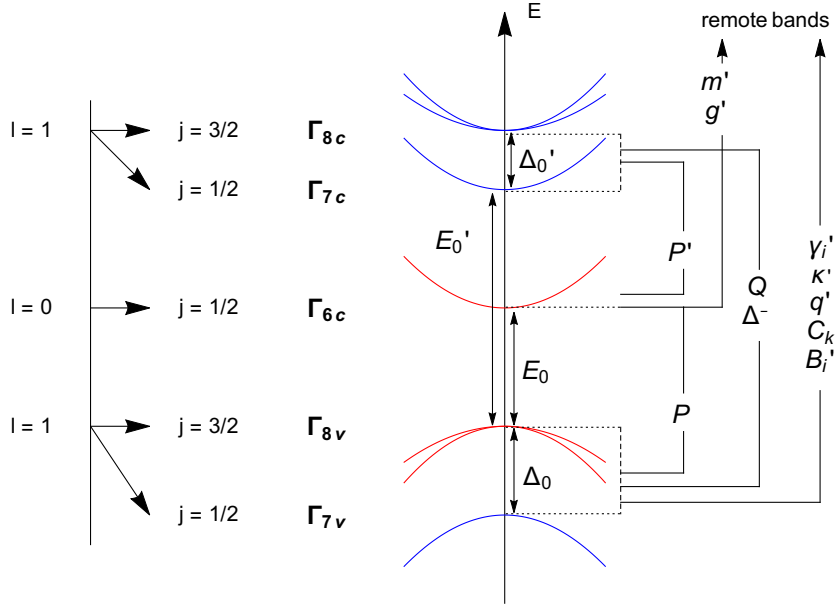 E
remote bands
m'
g'
l = 1
j = 3/2
Γ8c
Δ0'
j = 1/2
Γ7c
E0'
P'
γi'
κ'
q'
Ck
Bi'
Q
Δ-
l = 0
j = 1/2
Γ6c
E0
P
l = 1
j = 3/2
Γ8v
Δ0
j = 1/2
Γ7v